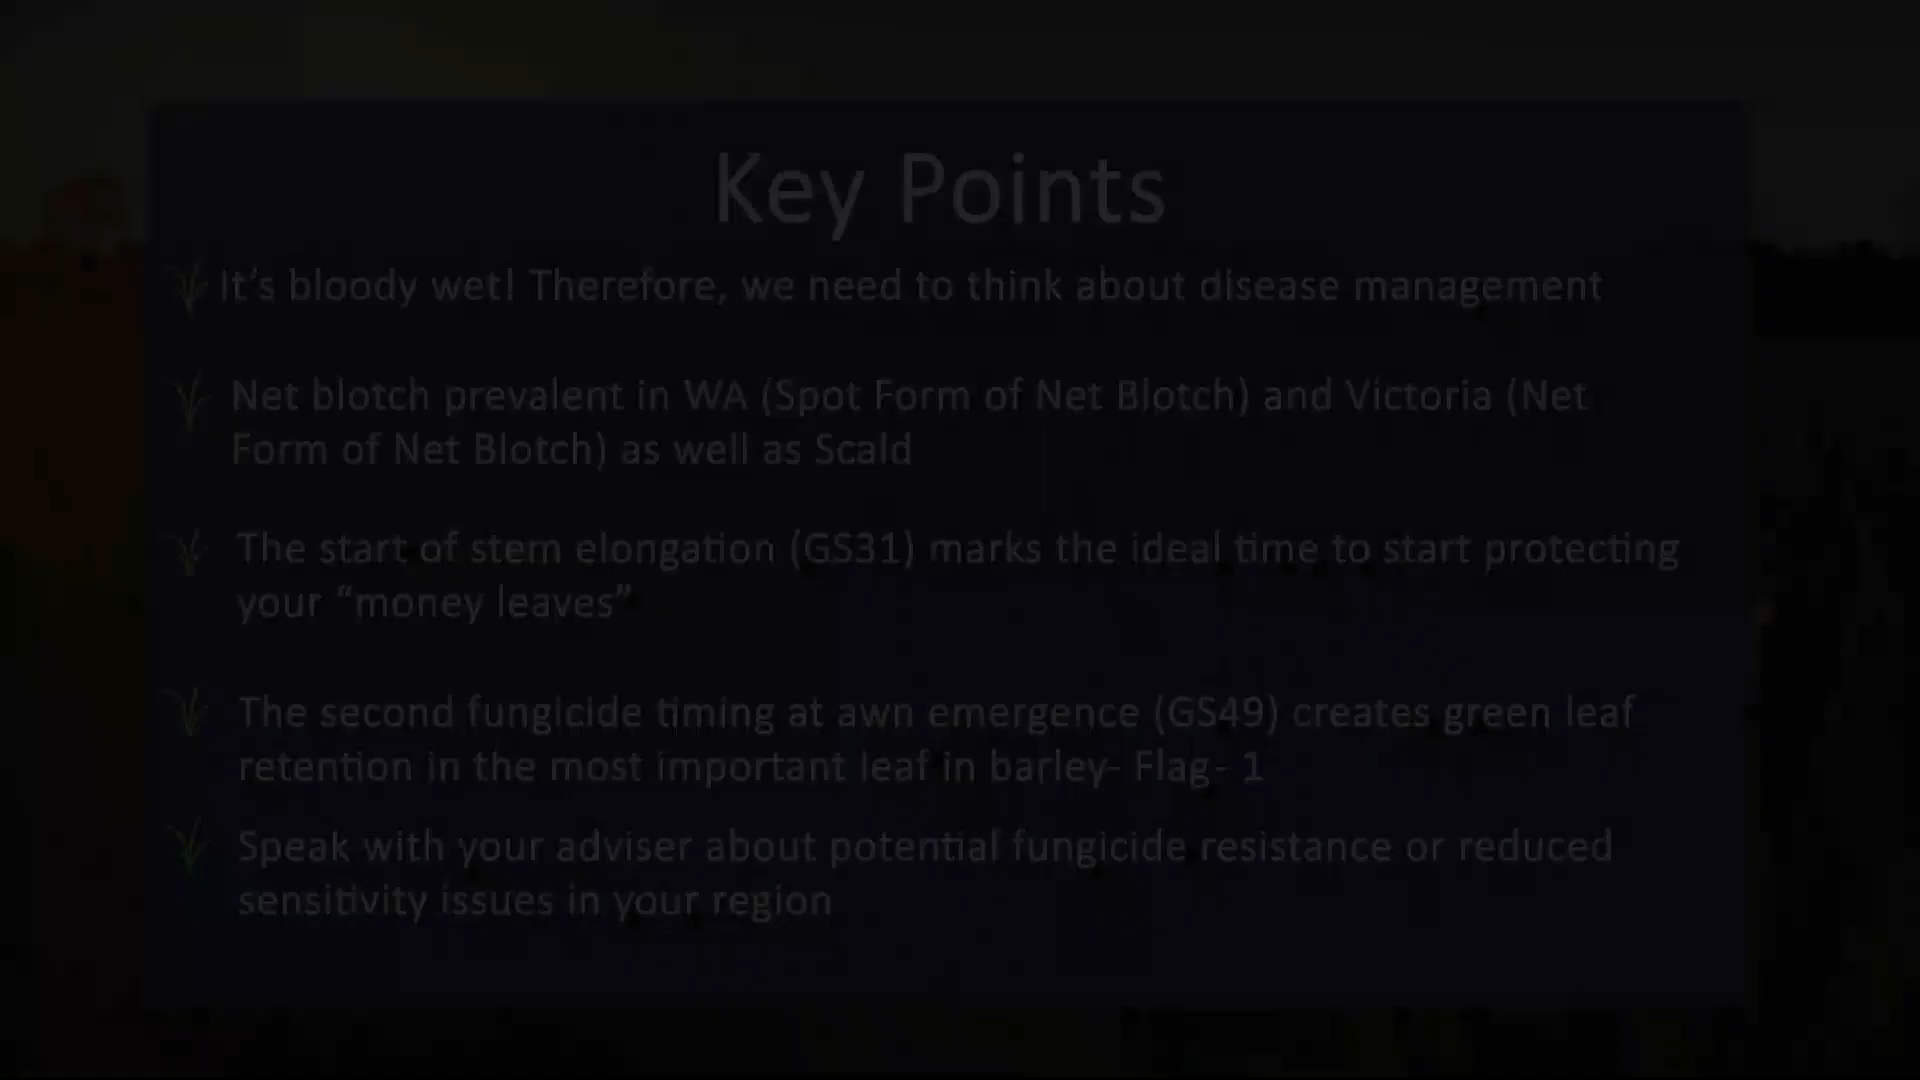 Key Points
It's bloody wet! Therefore, we need to think about disease management
Net blotch prevalent in WA (Spot Form of Net Blotch) and Victoria (Net
Form of Net Blotch) as well as Scald
The start of stem elongation (GS31) marks the ideal time to start protecting
your “money leaves”
The second fungicide timing at awn emergence (GS49) creates green leaf
retention in the most important leaf in barley- Flag- 1
Speak with your adviser about potential fungicide resistance or reduced
sensitivity issues in your region